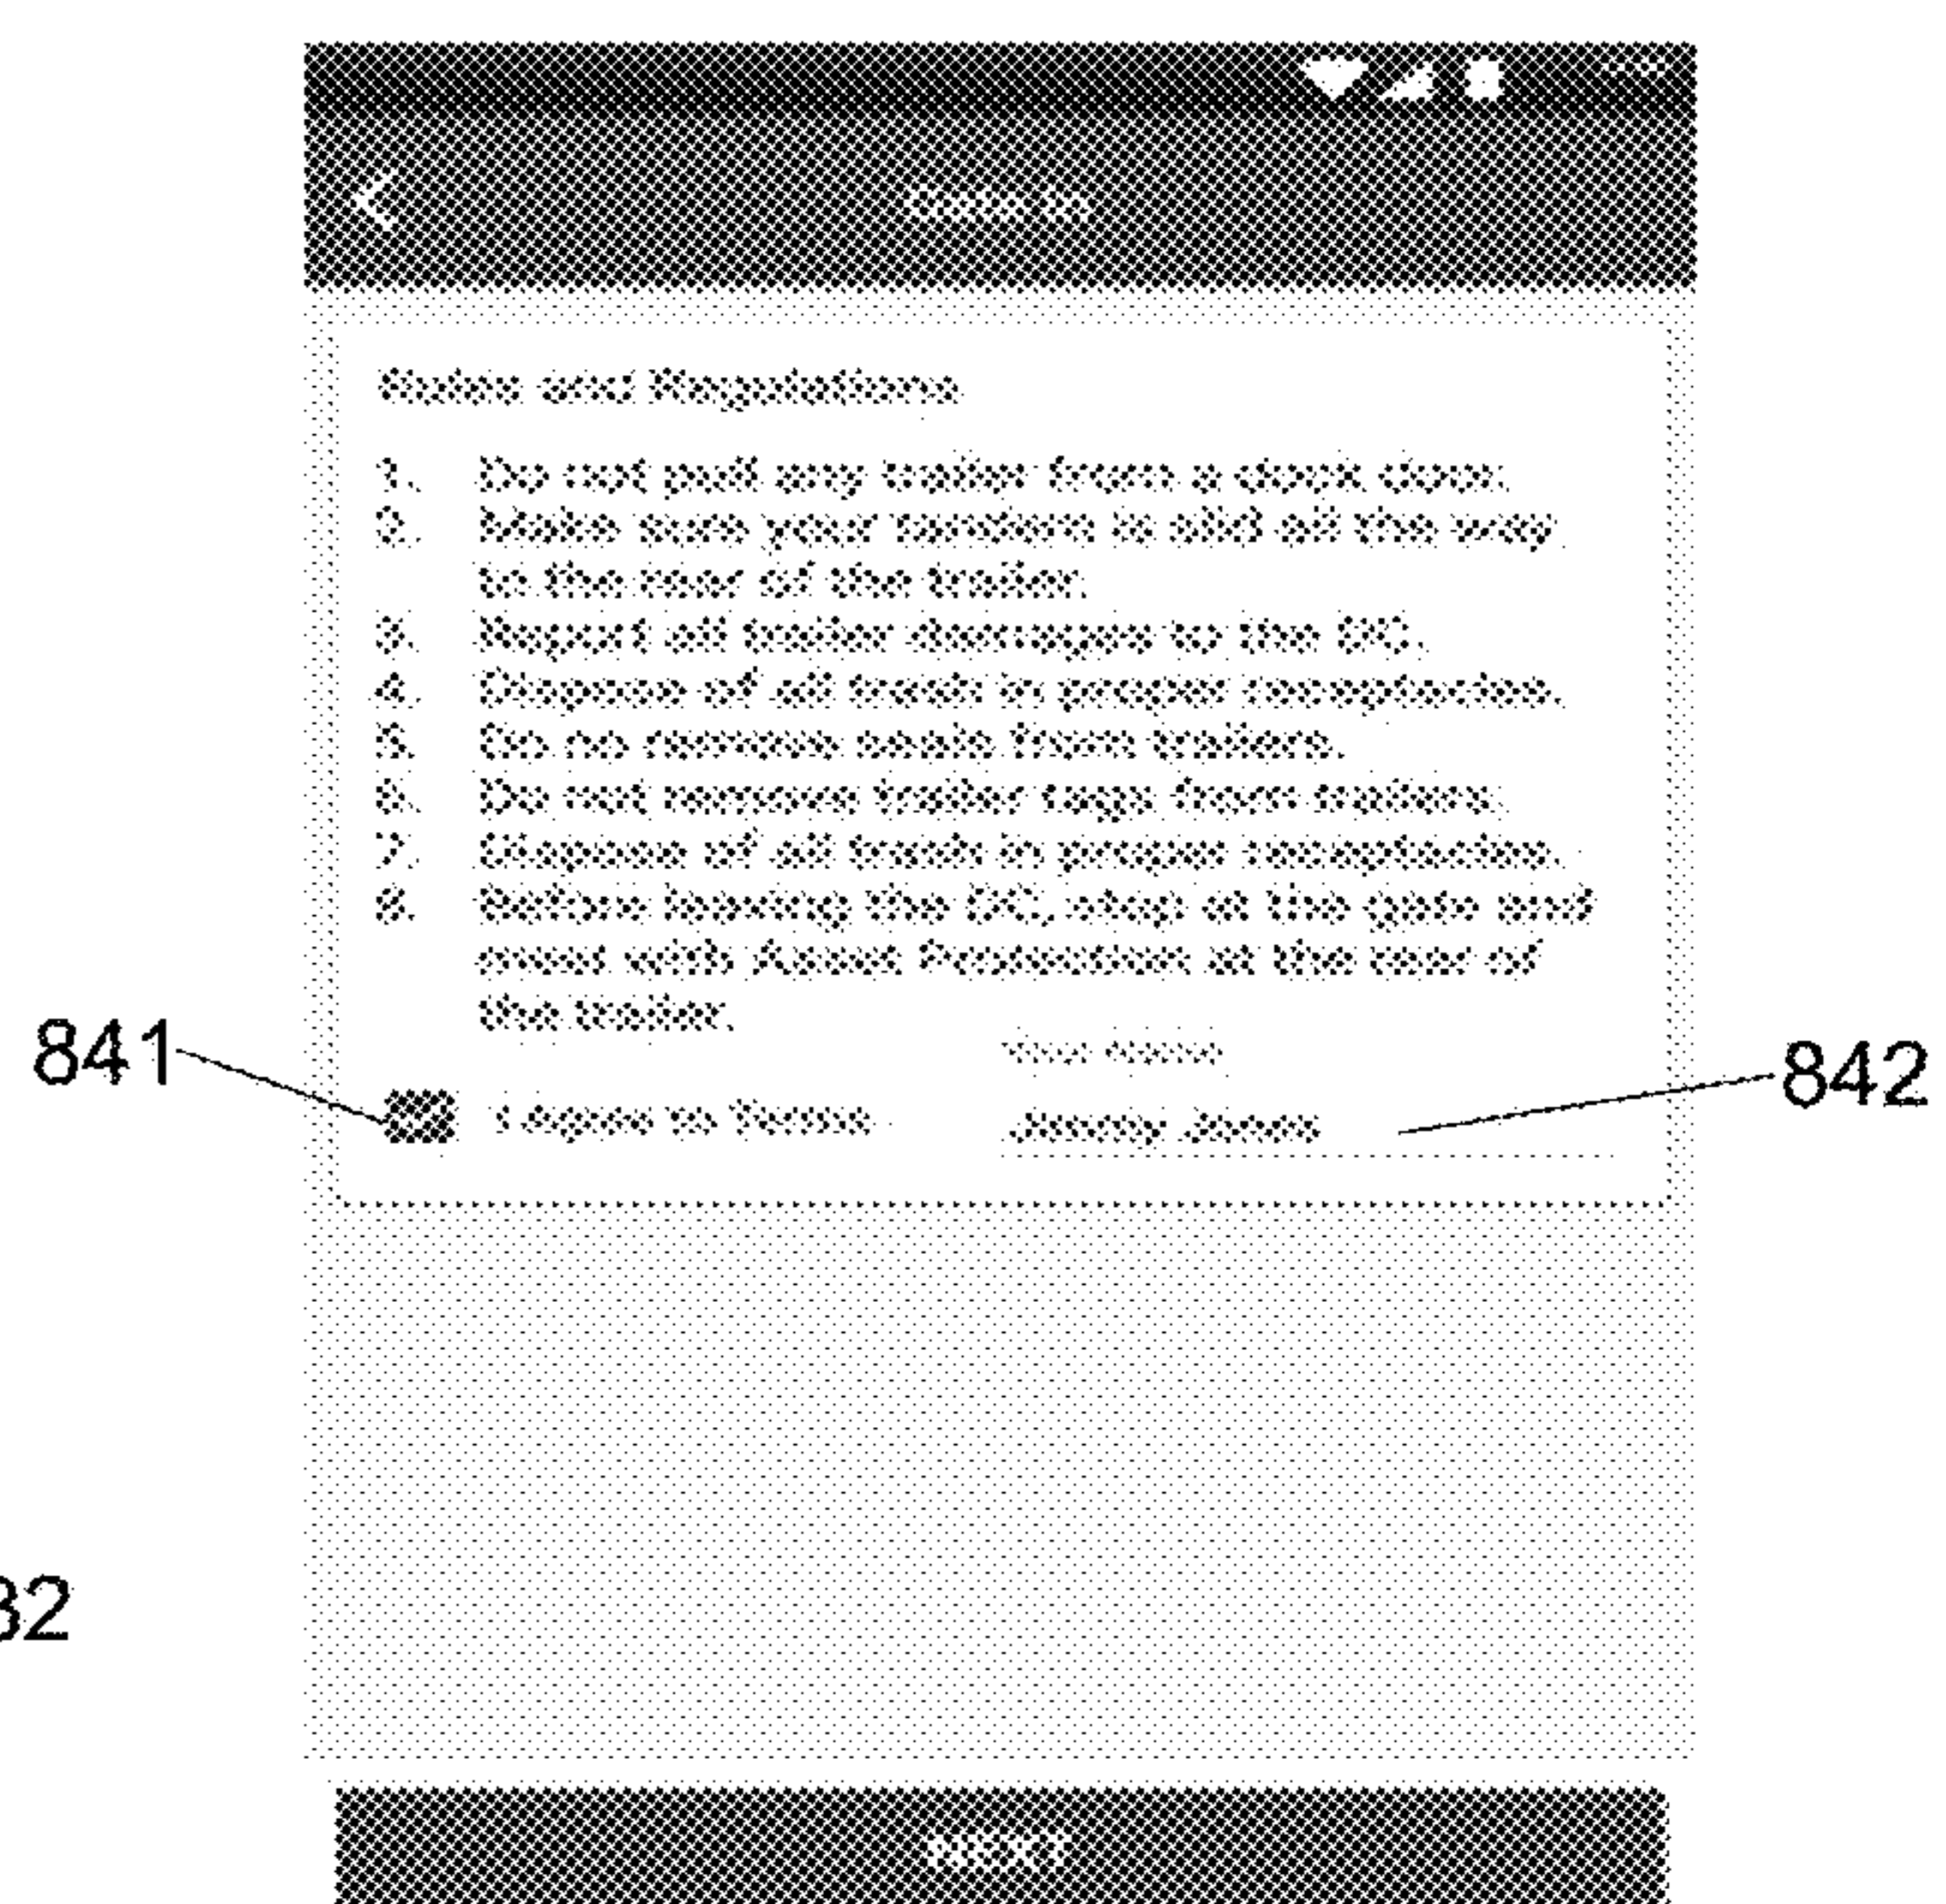 Gate In
Rules and Regulations
1. Do not pull any trailer from a dock door.
2. Make sure your tandem is slid all the way
to the rear of the trailer.
3. Report all trailer damages to the DC.
4. Dispose of all trash in proper receptacles.
5. Do no remove seals from trailers.
6. Do not remove trailer tags from trailers.
7. Dispose of all trash in proper receptacles.
8. Before leaving the DC, stop at the gate and
meet with Asset Protection at the rear of
the trailer.
841
Your Name
842
I Agree to Terms
Jimmy Jones
32
NEXT